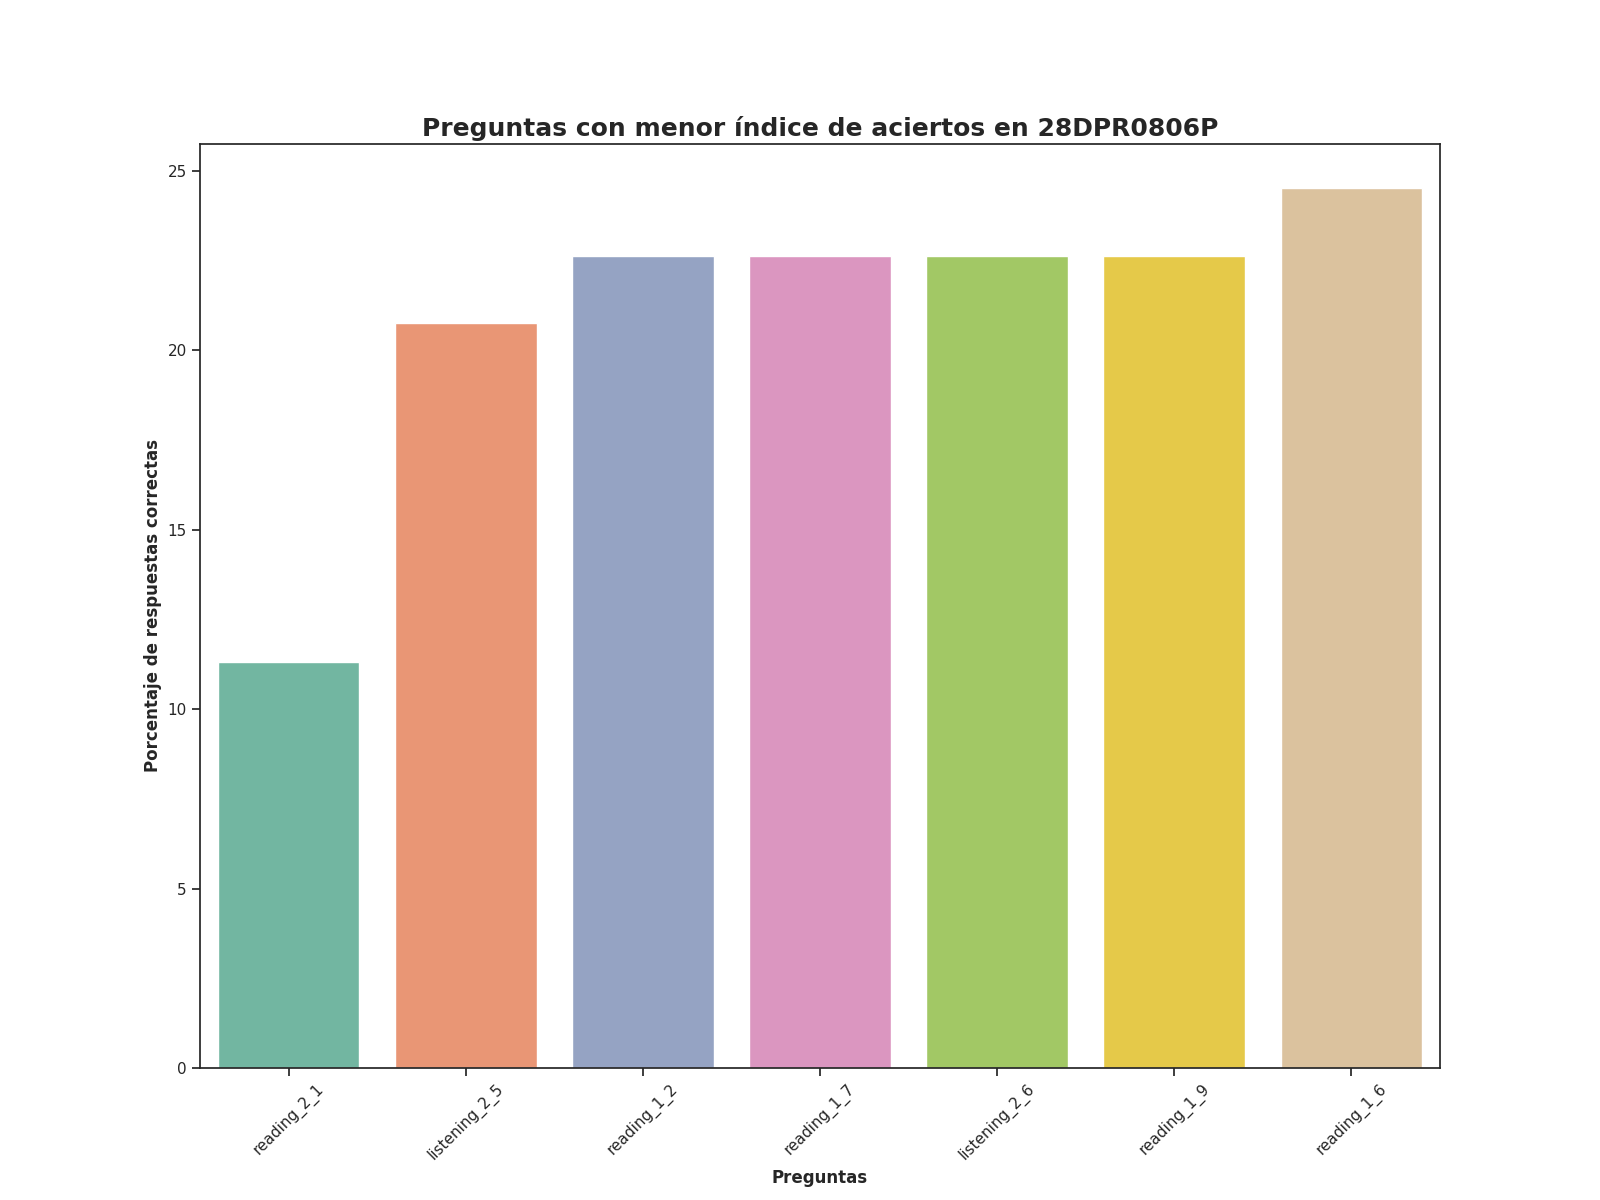 Preguntas con menor índice de aciertos en 28DPR0806P
Porcentaje de respuestas correctas
25
20
15
10
5
0
reading_2_1
listening_2_5
reading_1_2
reading_1_7
listening_2_6
reading_1_9
reading_1_6
Preguntas